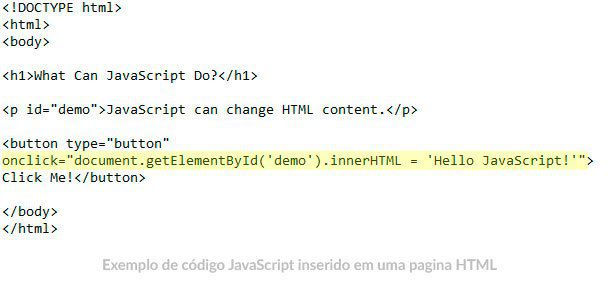 <!DOCTYPE html>
<html>
<body>
<h1>What Can JavaScript Do?</h1>
<p id="demo">JavaScript can change HTML content.</p>
<button type="button"
onclick="document.getElementById('demo').innerHTML = 'Hello JavaScript!'">
Click Me!</button>
</body>
</html>
Exemplo de código JavaScript inserido em uma pagina HTML